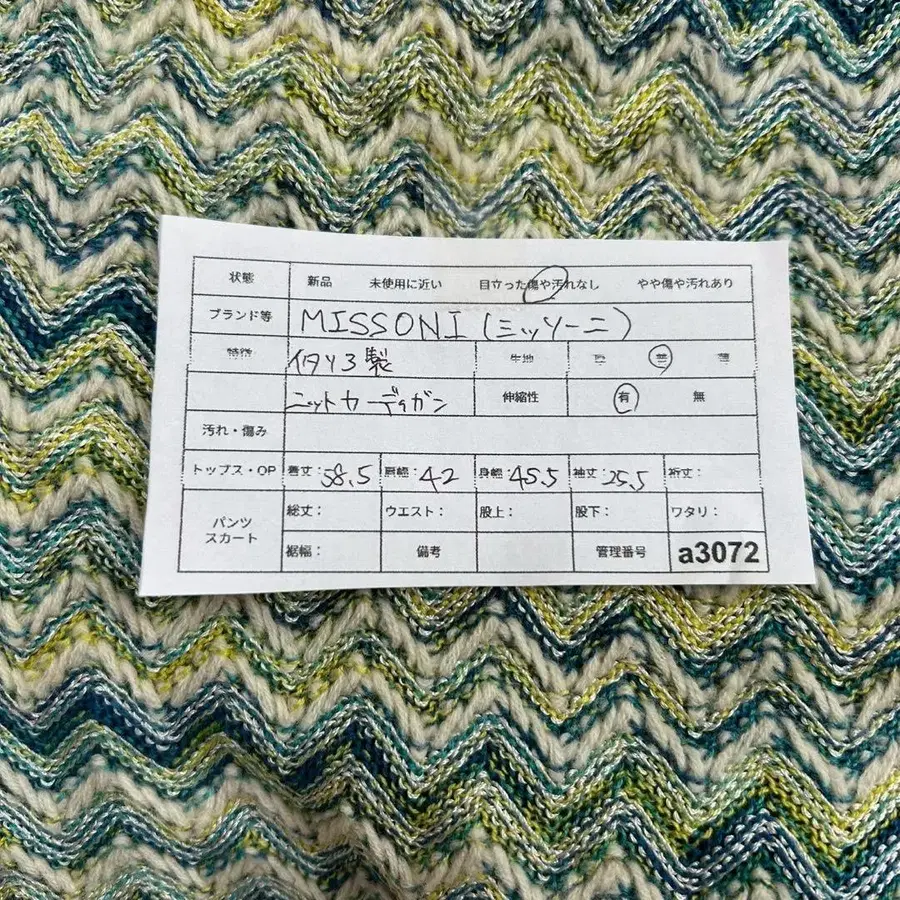 状態 新品 未使用に近い 目立った傷や汚れなし やや傷や汚れあり
ブランド等 MISSONI (ミッソーニ)
特徴 イタリア製 生地 厚 普 薄
ニットカーディガン 伸縮性 有 無
汚れ・傷み
トップス・OP 着丈：58.5 肩幅：42 身幅：45.5 袖丈：25.5 裄丈：
パンツ スカート 総丈： ウエスト： 股上： 股下： ワタリ：
裾幅： 備考 管理番号 a3072